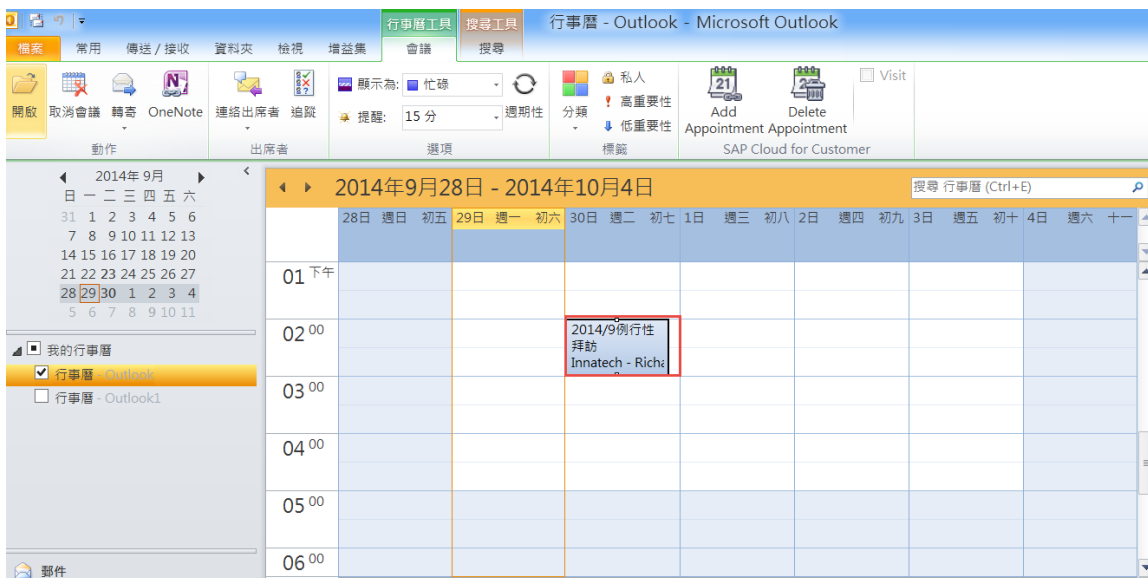 行事曆工具 搜尋工具 行事曆 - Outlook - Microsoft Outlook
檔案 常用 傳送 / 接收 資料夾 檢視 增益集 會議 搜尋
開啟 取消會議 轉寄 OneNote 連絡出席者 追蹤
顯示為: 忙碌
提醒: 15 分
週期性
分類
私人
高重要性
低重要性
Add Appointment
Delete Appointment
Visit
動作 出席者 選項 標籤 SAP Cloud for Customer
2014年 9月
日 一 二 三 四 五 六
31 1 2 3 4 5 6
7 8 9 10 11 12 13
14 15 16 17 18 19 20
21 22 23 24 25 26 27
28 29 30 1 2 3 4
5 6 7 8 9 10 11
我的行事曆
行事曆 - Outlook
行事曆 - Outlook1
郵件
2014年9月28日 - 2014年10月4日
搜尋 行事曆 (Ctrl+E)
28日 週日 初五 29日 週一 初六 30日 週二 初七 1日 週三 初八 2日 週四 初九 3日 週五 初十 4日 週六 十一
01 下午
02 00
2014/9例行性
拜訪
Innatech - Richa
03 00
04 00
05 00
06 00